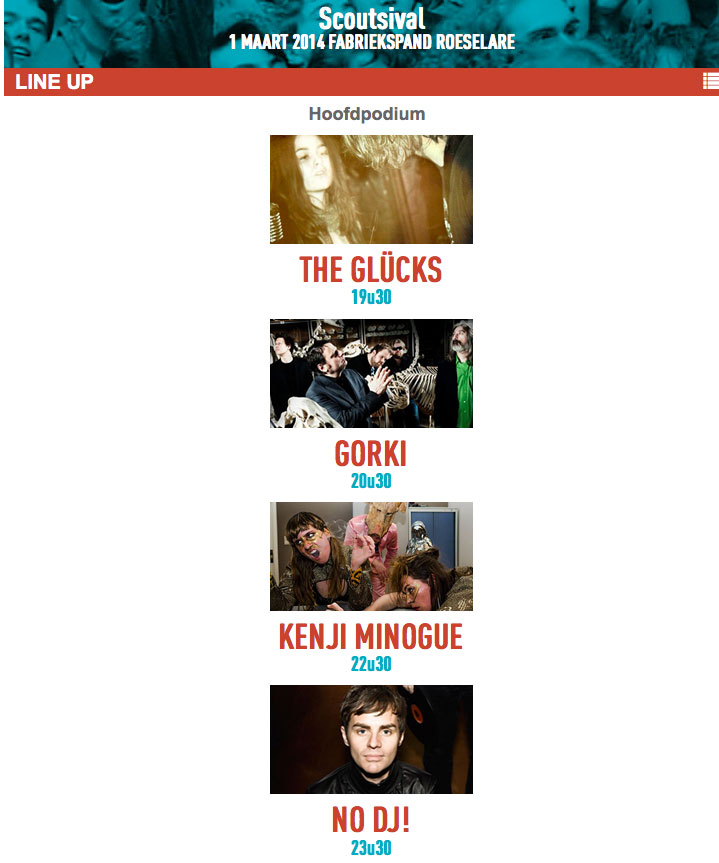 Scoutsival
1 MAART 2014 FABRIEKSPAND ROESELARE
LINE UP
Hoofdpodium
THE GLÜCKS
19u30
GORKI
20u30
KENJI MINOGUE
22u30
NO DJ!
23u30